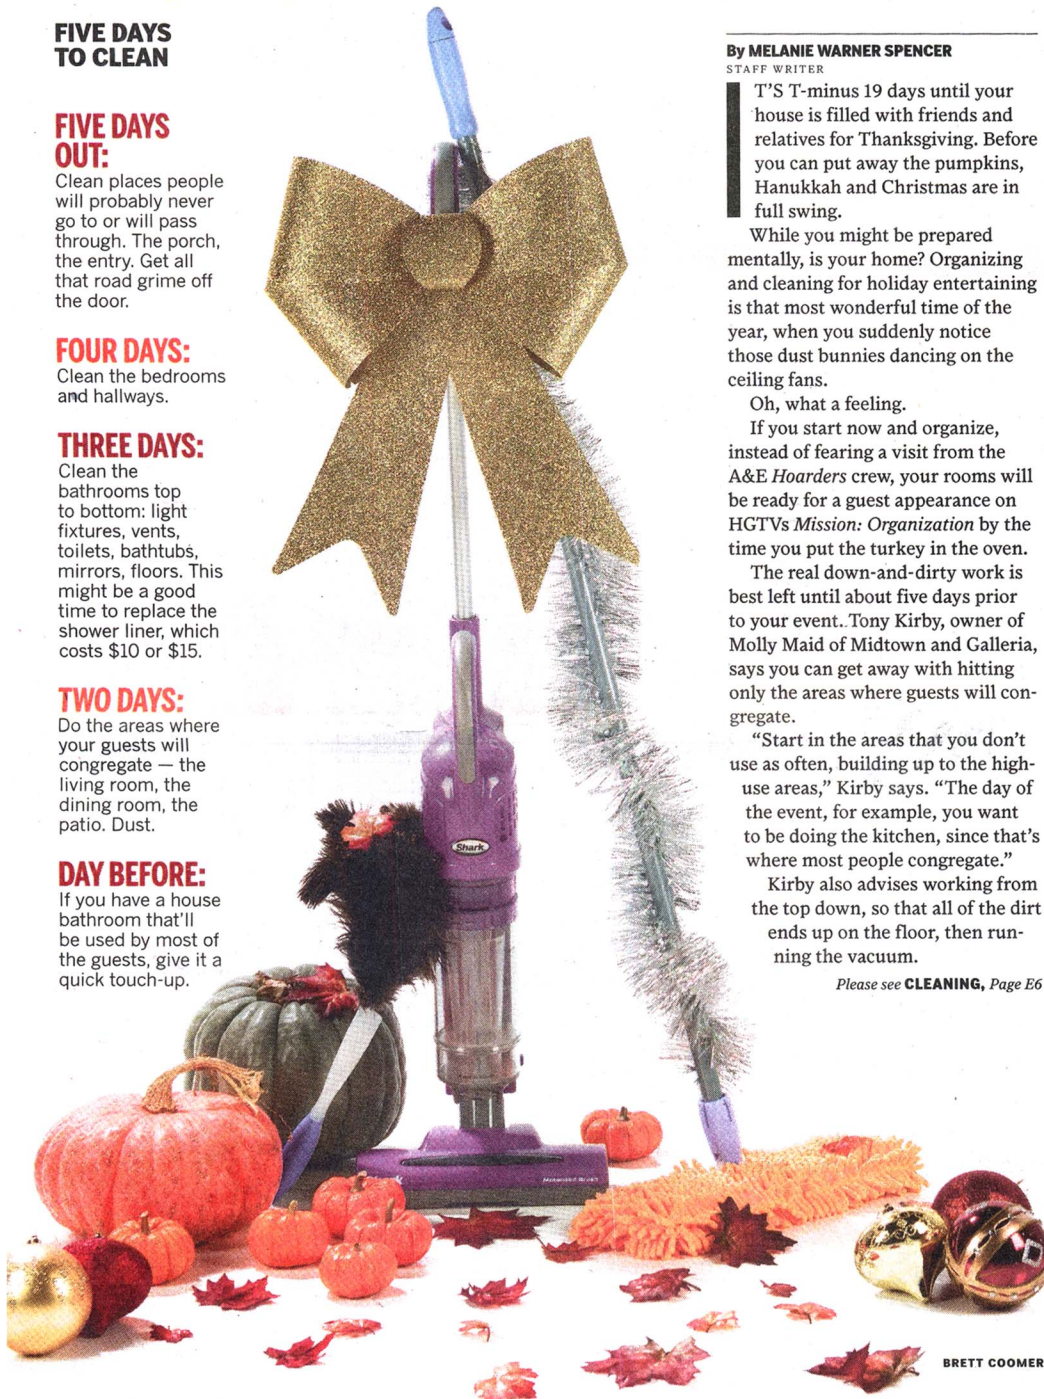 FIVE DAYS
TO CLEAN
FIVE DAYS
OUT:
Clean places people
will probably never
go to or will pass
through. The porch,
the entry. Get all
that road grime off
the door.
FOUR DAYS:
Clean the bedrooms
and hallways.
THREE DAYS:
Clean the
bathrooms top
to bottom: light
fixtures, vents,
toilets, bathtubs,
mirrors, floors. This
might be a good
time to replace the
shower liner, which
costs $10 or $15.
TWO DAYS:
Do the areas where
your guests will
congregate — the
living room, the
dining room, the
patio. Dust.
DAY BEFORE:
If you have a house
bathroom that'll
be used by most of
the guests, give it a
quick touch-up.
Shark
By MELANIE WARNER SPENCER
STAFF WRITER
IT'S T-minus 19 days until your
house is filled with friends and
relatives for Thanksgiving. Before
you can put away the pumpkins,
Hanukkah and Christmas are in
full swing.
While you might be prepared
mentally, is your home? Organizing
and cleaning for holiday entertaining
is that most wonderful time of the
year, when you suddenly notice
those dust bunnies dancing on the
ceiling fans.
Oh, what a feeling.
If you start now and organize,
instead of fearing a visit from the
A&E Hoarders crew, your rooms will
be ready for a guest appearance on
HGTVs Mission: Organization by the
time you put the turkey in the oven.
The real down-and-dirty work is
best left until about five days prior
to your event. Tony Kirby, owner of
Molly Maid of Midtown and Galleria,
says you can get away with hitting
only the areas where guests will con-
gregate.
“Start in the areas that you don't
use as often, building up to the high-
use areas,” Kirby says. “The day of
the event, for example, you want
to be doing the kitchen, since that's
where most people congregate.”
Kirby also advises working from
the top down, so that all of the dirt
ends up on the floor, then run-
ning the vacuum.
Please see CLEANING, Page E6
BRETT COOMER